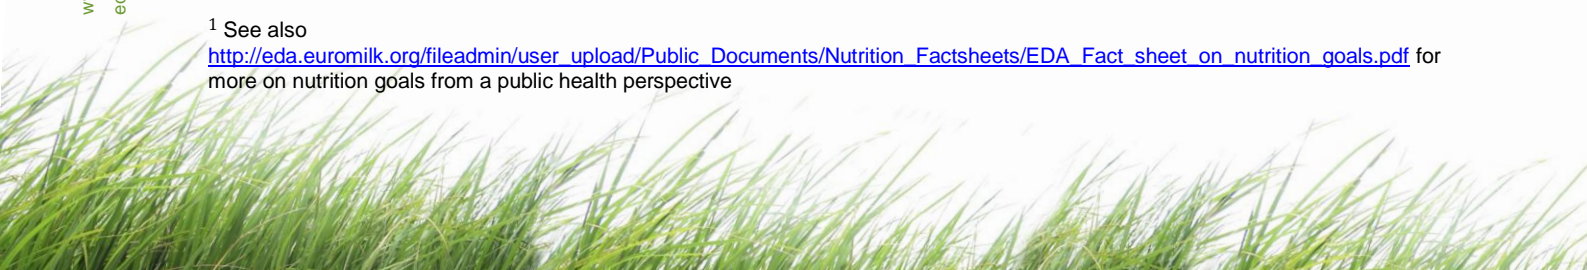 1 See also
http://eda.euromilk.org/fileadmin/user_upload/Public_Documents/Nutrition_Factsheets/EDA_Fact_sheet_on_nutrition_goals.pdf for
more on nutrition goals from a public health perspective